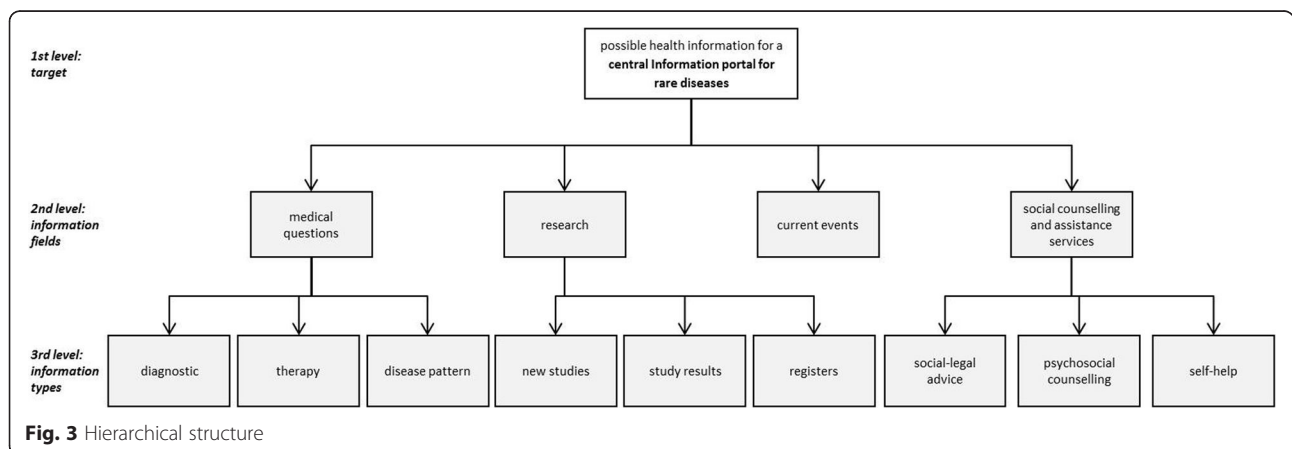 1st level:
target
possible health information for a
central Information portal for
rare diseases
2nd level:
information
fields
medical
questions
research
current events
social counselling
and assistance
services
3rd level:
information
types
diagnostic
therapy
disease pattern
new studies
study results
registers
social-legal
advice
psychosocial
counselling
self-help
Fig. 3 Hierarchical structure